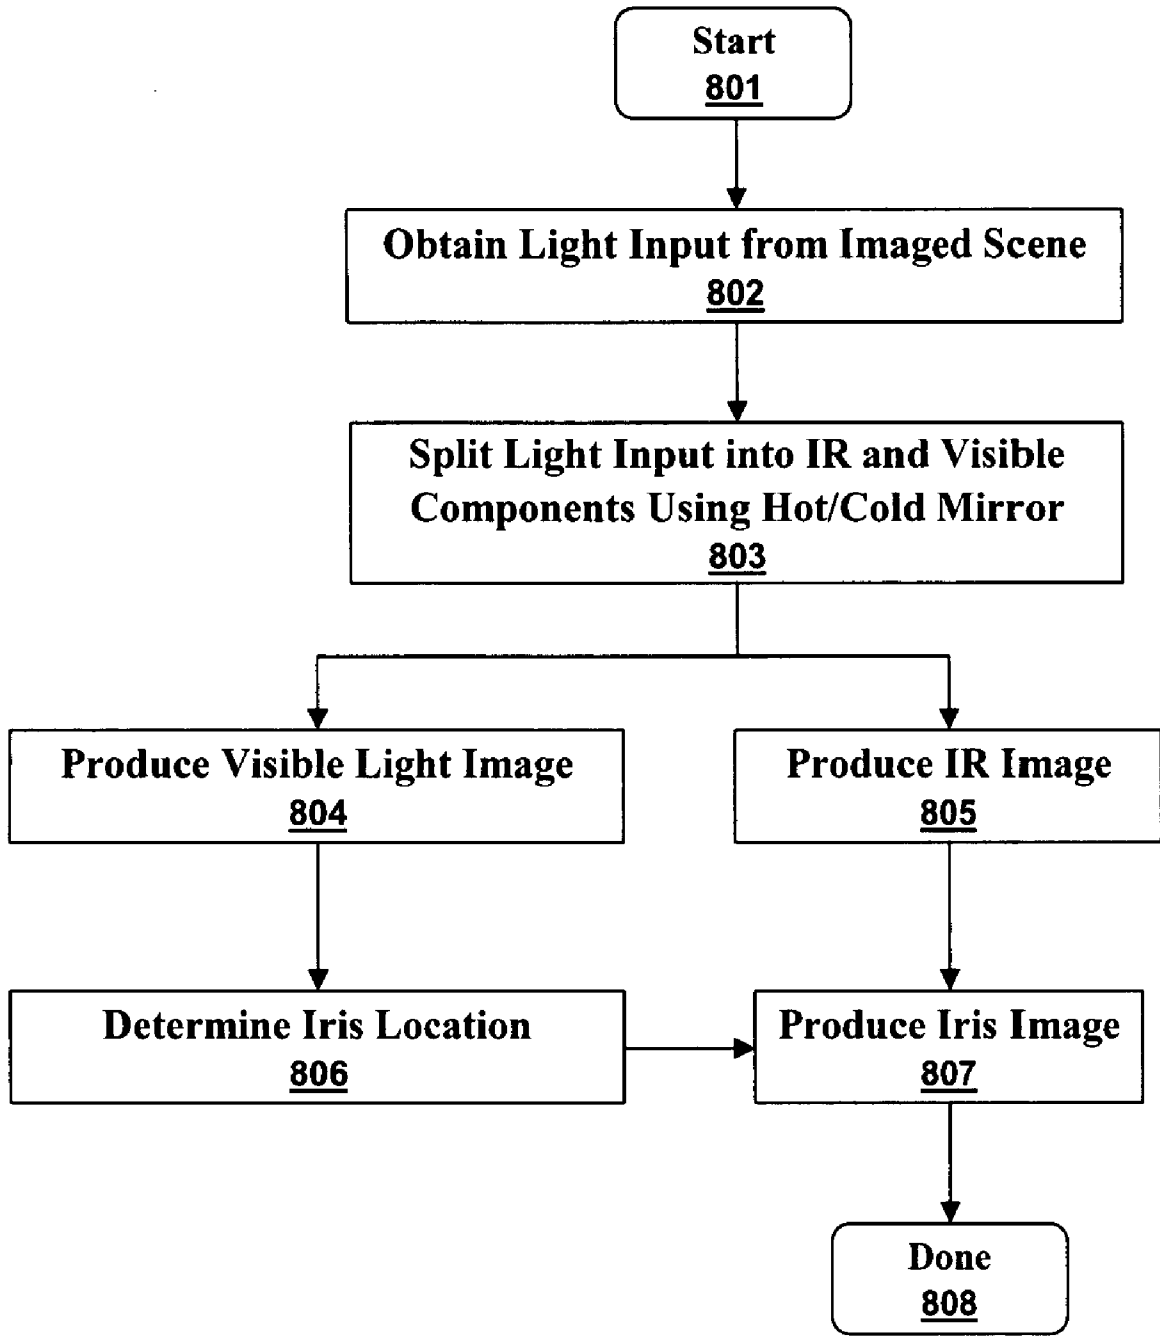 Start
801
Obtain Light Input from Imaged Scene
802
Split Light Input into IR and Visible
Components Using Hot/Cold Mirror
803
Produce Visible Light Image
804
Produce IR Image
805
Determine Iris Location
806
Produce Iris Image
807
Done
808